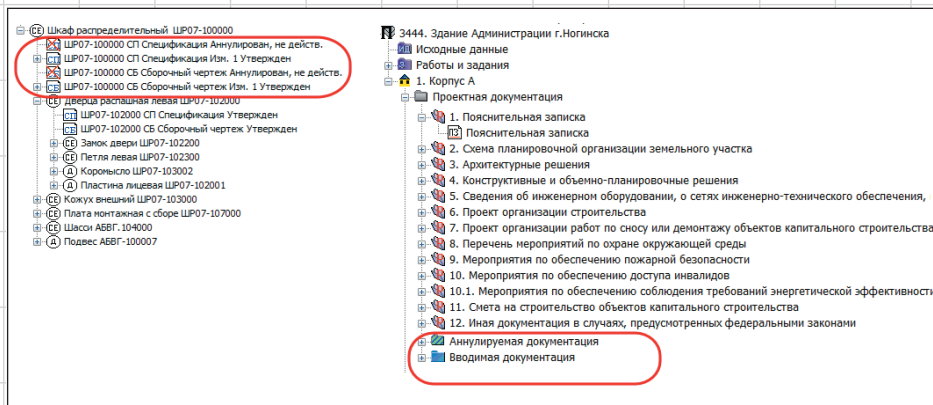 Шкаф распределительный ШР07-100000
ШР07-100000 СП Спецификация Аннулирован, не действ.
ШР07-100000 СП Спецификация Изм. 1 Утвержден
ШР07-100000 СБ Сборочный чертеж Аннулирован, не действ.
ШР07-100000 СБ Сборочный чертеж Изм. 1 Утвержден
Дверца распашная левая ШР07-102000
ШР07-102000 СП Спецификация Утвержден
ШР07-102000 СБ Сборочный чертеж Утвержден
Занок двери ШР07-102200
Петля левая ШР07-102300
Коромысло ШР07-103002
Пластина лицевая ШР07-102001
Кожух внешний ШР07-103000
Плата монтажная с сборе ШР07-107000
Шасси АБВГ.104000
Подвес АБВГ-100007
3444. Здание Администрации г.Ногинска
Исходные данные
Работы и задания
1. Корпус А
Проектная документация
1. Пояснительная записка
ПЗ Пояснительная записка
2. Схема планировочной организации земельного участка
3. Архитектурные решения
4. Конструктивные и объемно-планировочные решения
5. Сведения об инженерном оборудовании, о сетях инженерно-технического обеспечения,
6. Проект организации строительства
7. Проект организации работ по сносу или демонтажу объектов капитального строительства
8. Перечень мероприятий по охране окружающей среды
9. Мероприятия по обеспечению пожарной безопасности
10. Мероприятия по обеспечению доступа инвалидов
10.1. Мероприятия по обеспечению соблюдения требований энергетической эффективности
11. Смета на строительство объектов капитального строительства
12. Иная документация в случаях, предусмотренных федеральными законами
Аннулируемая документация
Вводимая документация